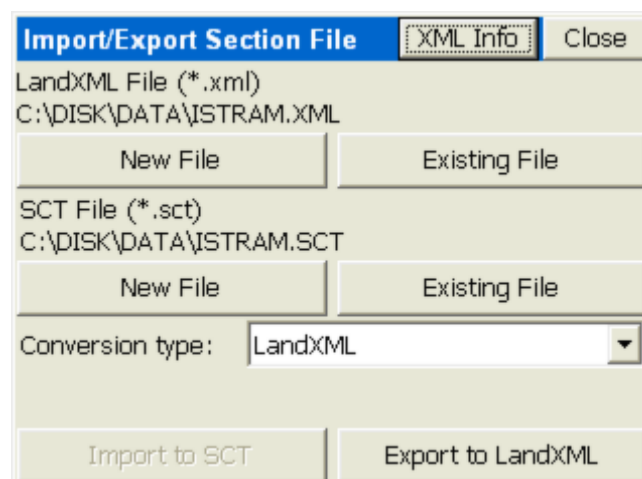 Import/Export Section File XML Info Close
LandXML File (*.xml)
C:\DISK\DATA\ISTRAM.XML
New File Existing File
SCT File (*.sct)
C:\DISK\DATA\ISTRAM.SCT
New File Existing File
Conversion type: LandXML
Import to SCT Export to LandXML